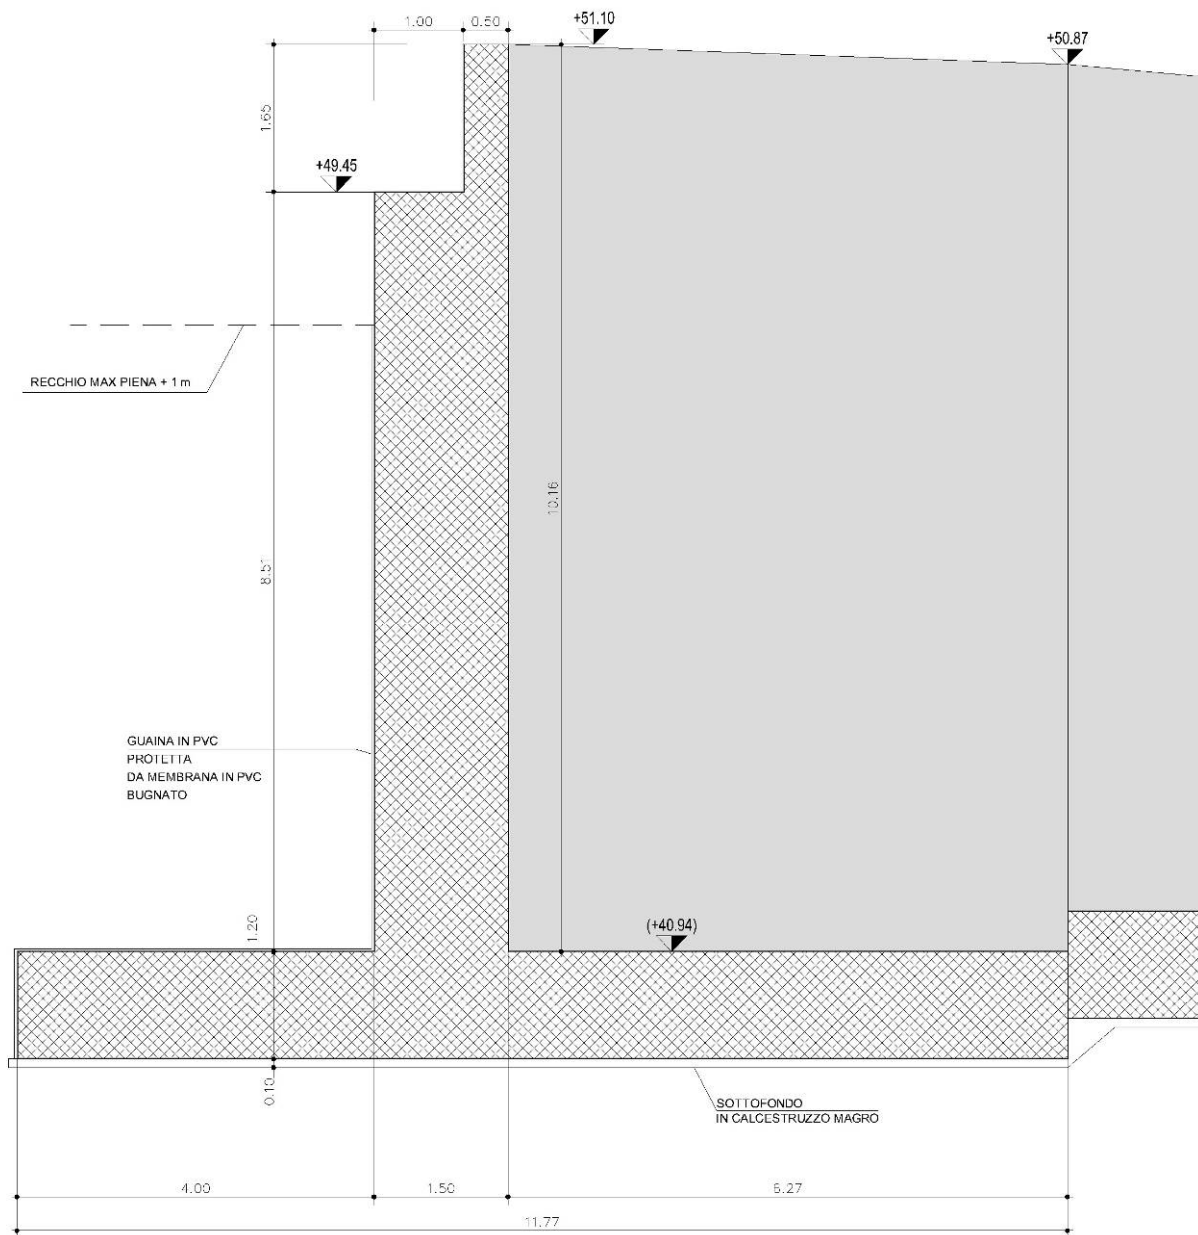 1.00
0.50
+51.10
+50.87
1.65
+49.45
RECCHIO MAX PIENA + 1 m
10.16
8.51
GUAINA IN PVC
PROTETTA
DA MEMBRANA IN PVC
BUGNATO
1.20
(+40.94)
0.10
SOTTOFONDO
IN CALCESTRUZZO MAGRO
4.00
1.50
6.27
11.77